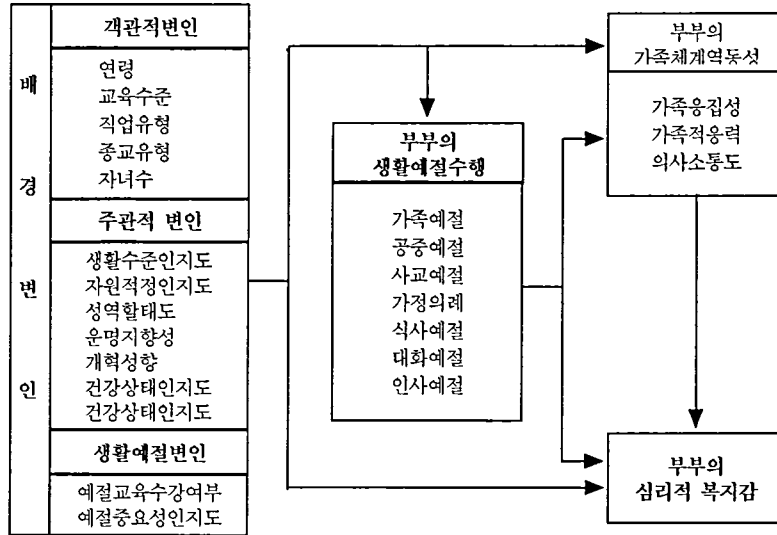 배
경
변
인
객관적변인
연령
교육수준
직업유형
종교유형
자녀수
주관적 변인
생활수준인지도
자원적정인지도
성역할태도
운명지향성
개혁성향
건강상태인지도
건강상태인지도
생활예절변인
예절교육수강여부
예절중요성인지도
부부의
생활예절수행
가족예절
공중예절
사교예절
가정의례
식사예절
대화예절
인사예절
부부의
가족체계역동성
가족응집성
가족적응력
의사소통도
부부의
심리적 복지감